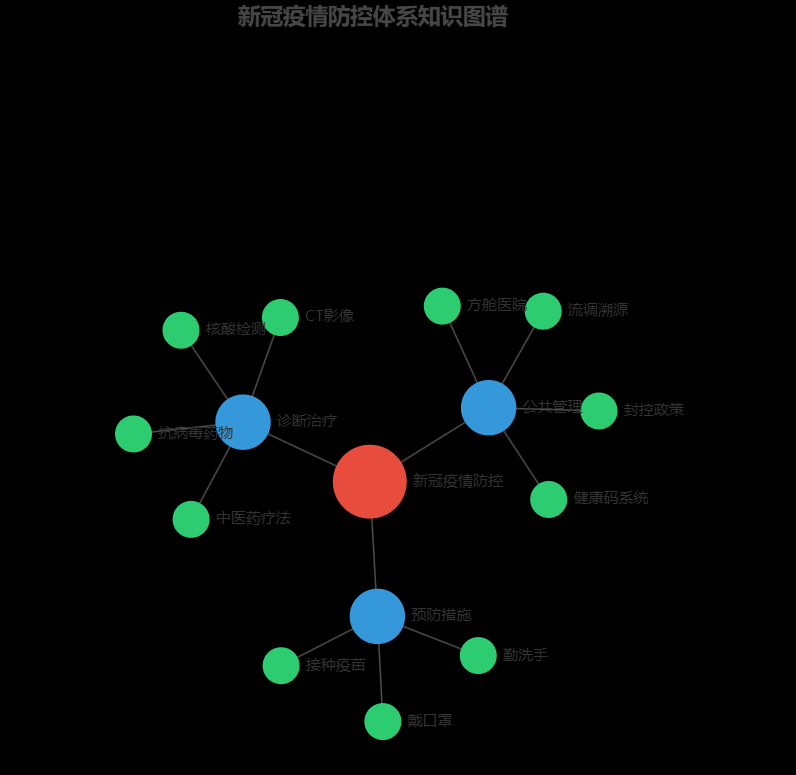 新冠疫情防控体系知识图谱
方舱医院
流调溯源
CT影像
核酸检测
公共管理
封控政策
诊断治疗
抗病毒药物
新冠疫情防控
健康码系统
中医药疗法
预防措施
勤洗手
接种疫苗
戴口罩